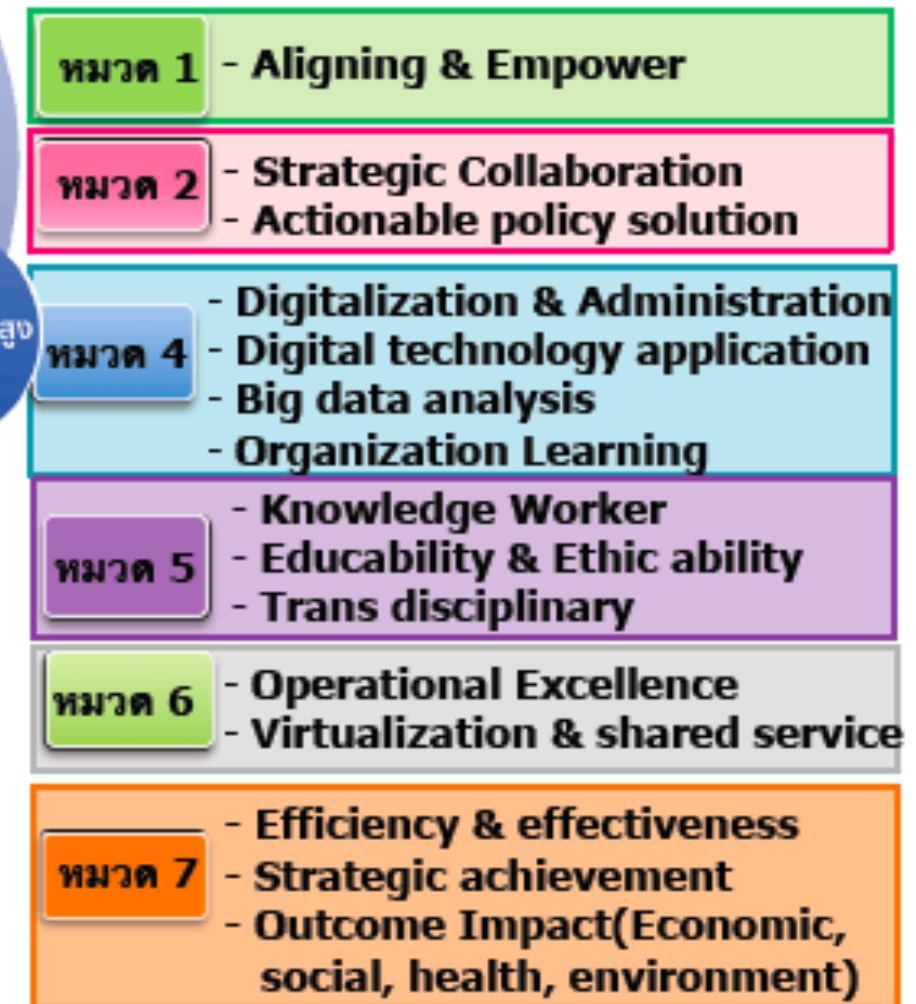 หมวด 1
- Aligning & Empower
หมวด 2
- Strategic Collaboration
- Actionable policy solution
สูง
หมวด 4
- Digitalization & Administration
- Digital technology application
- Big data analysis
- Organization Learning
หมวด 5
- Knowledge Worker
- Educability & Ethic ability
- Trans disciplinary
หมวด 6
- Operational Excellence
- Virtualization & shared service
หมวด 7
- Efficiency & effectiveness
- Strategic achievement
- Outcome Impact(Economic,
social, health, environment)